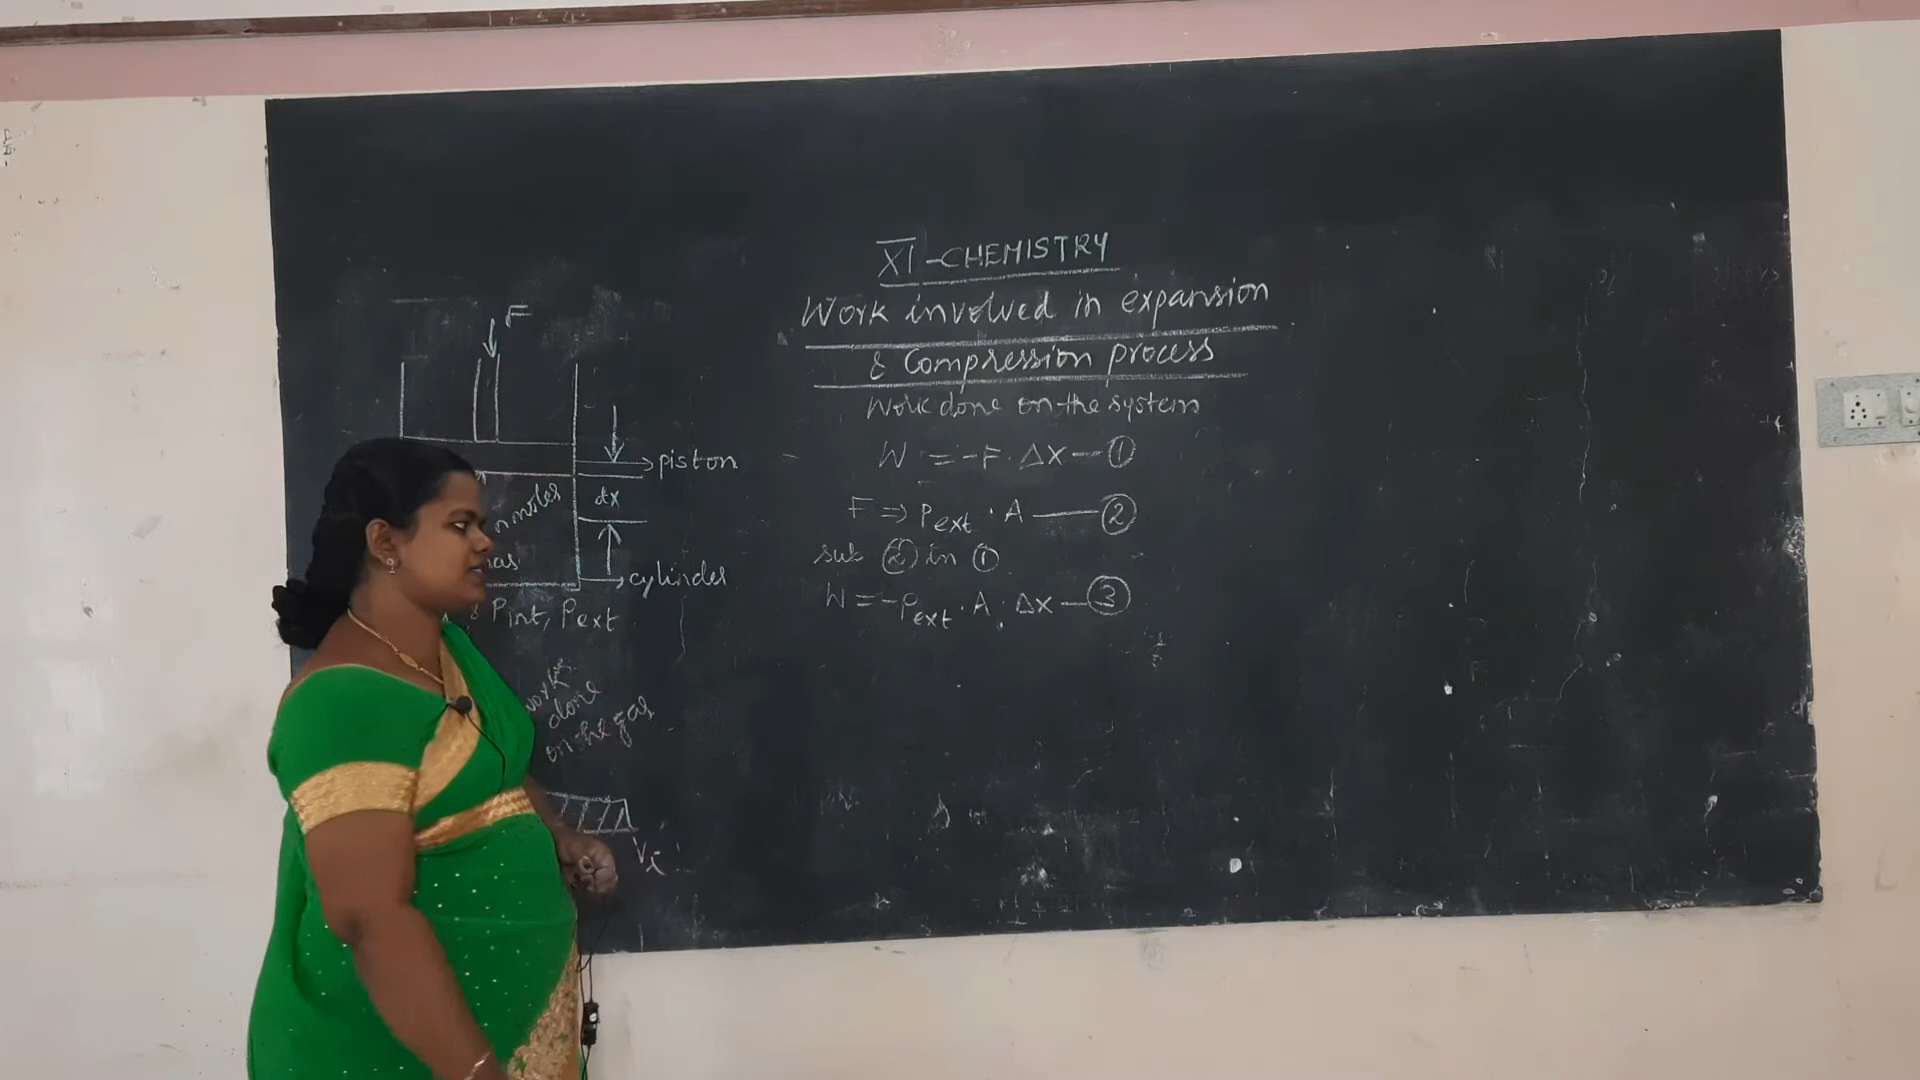 XI-CHEMISTRY
Work involved in expansion
& Compression process
Work done on the system
W = -F. Δx — ①
F ⇒ Pext . A — ②
sub ② in ①
W = -Pext . A . Δx — ③
F
piston
dx
n moles
cylinder
& Pint, Pext
work
done
on the gas
Vi